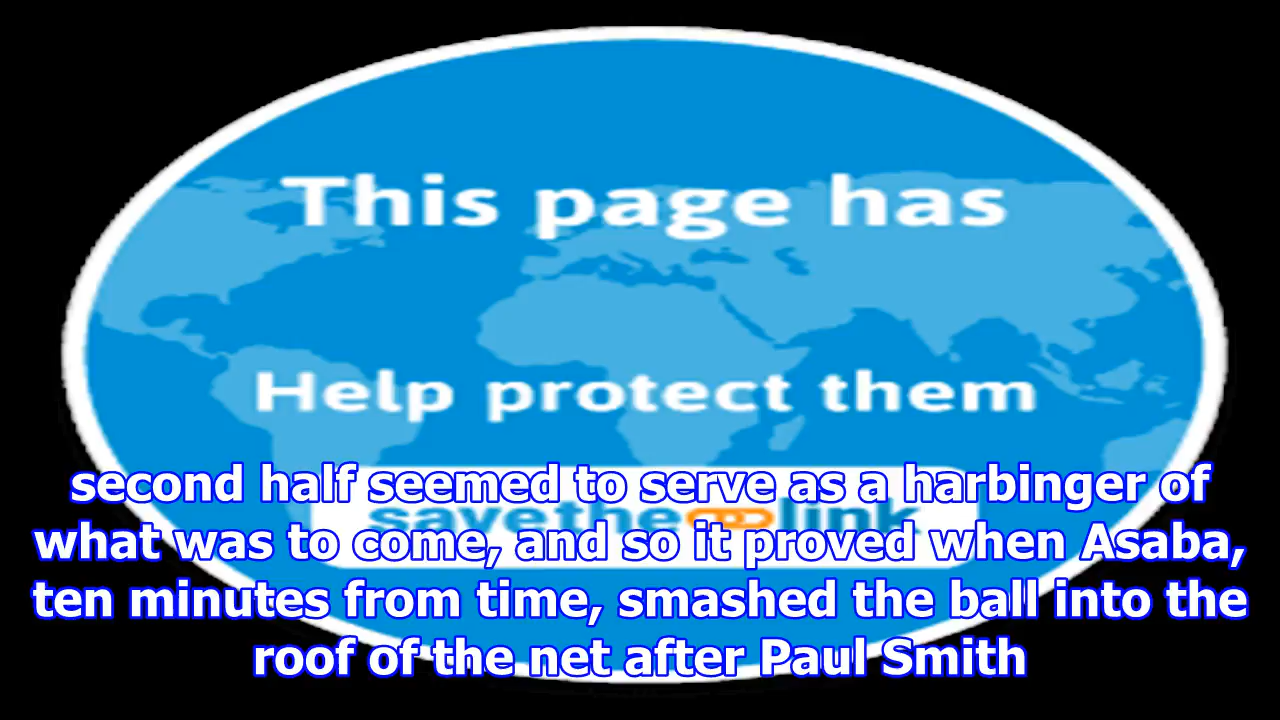 This page has
Help protect them
savethe link
second half seemed to serve as a harbinger of
what was to come, and so it proved when Asaba,
ten minutes from time, smashed the ball into the
roof of the net after Paul Smith